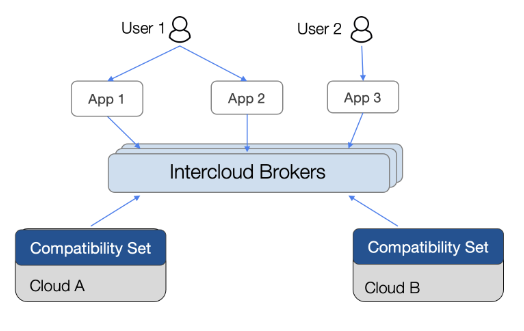 User 1
User 2
App 1
App 2
App 3
Intercloud Brokers
Compatibility Set
Cloud A
Compatibility Set
Cloud B